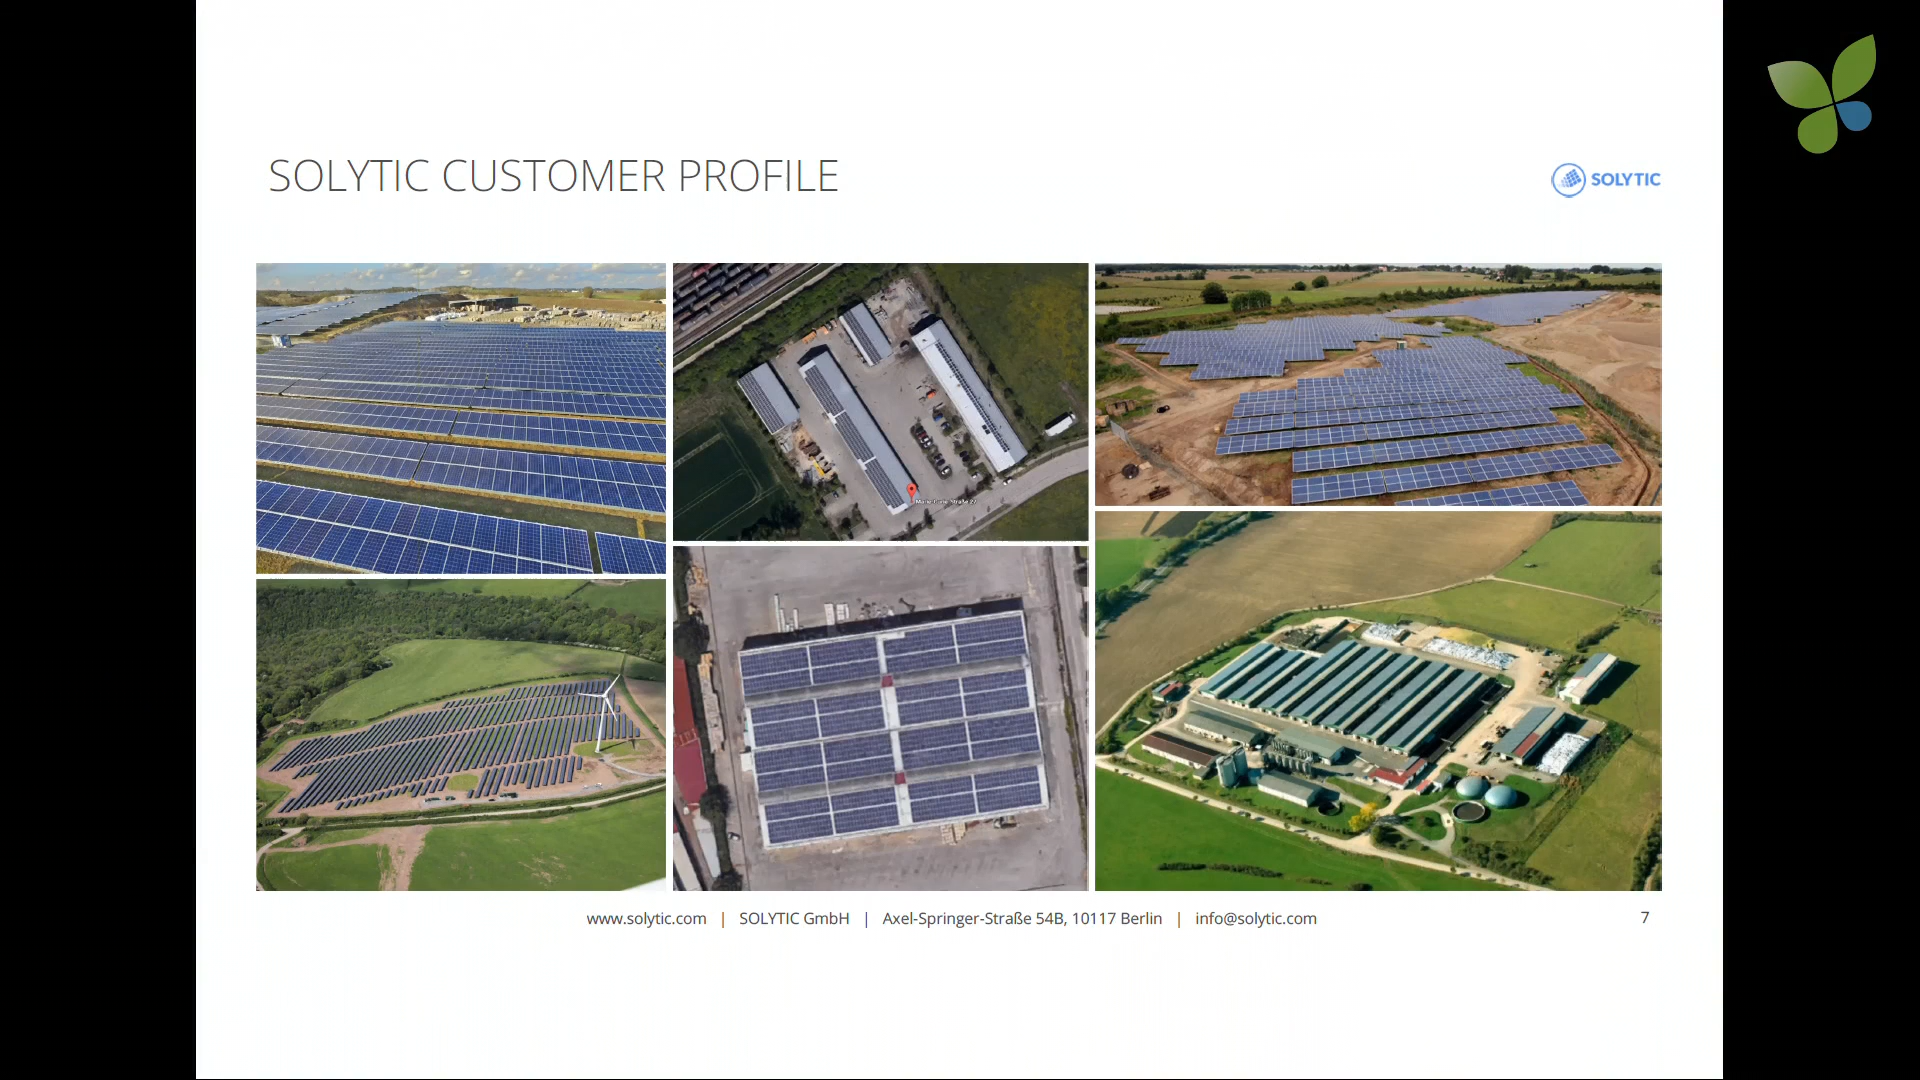 SOLYTIC CUSTOMER PROFILE
SOLYTIC
www.solytic.com | SOLYTIC GmbH | Axel-Springer-Straße 54B, 10117 Berlin | info@solytic.com
7